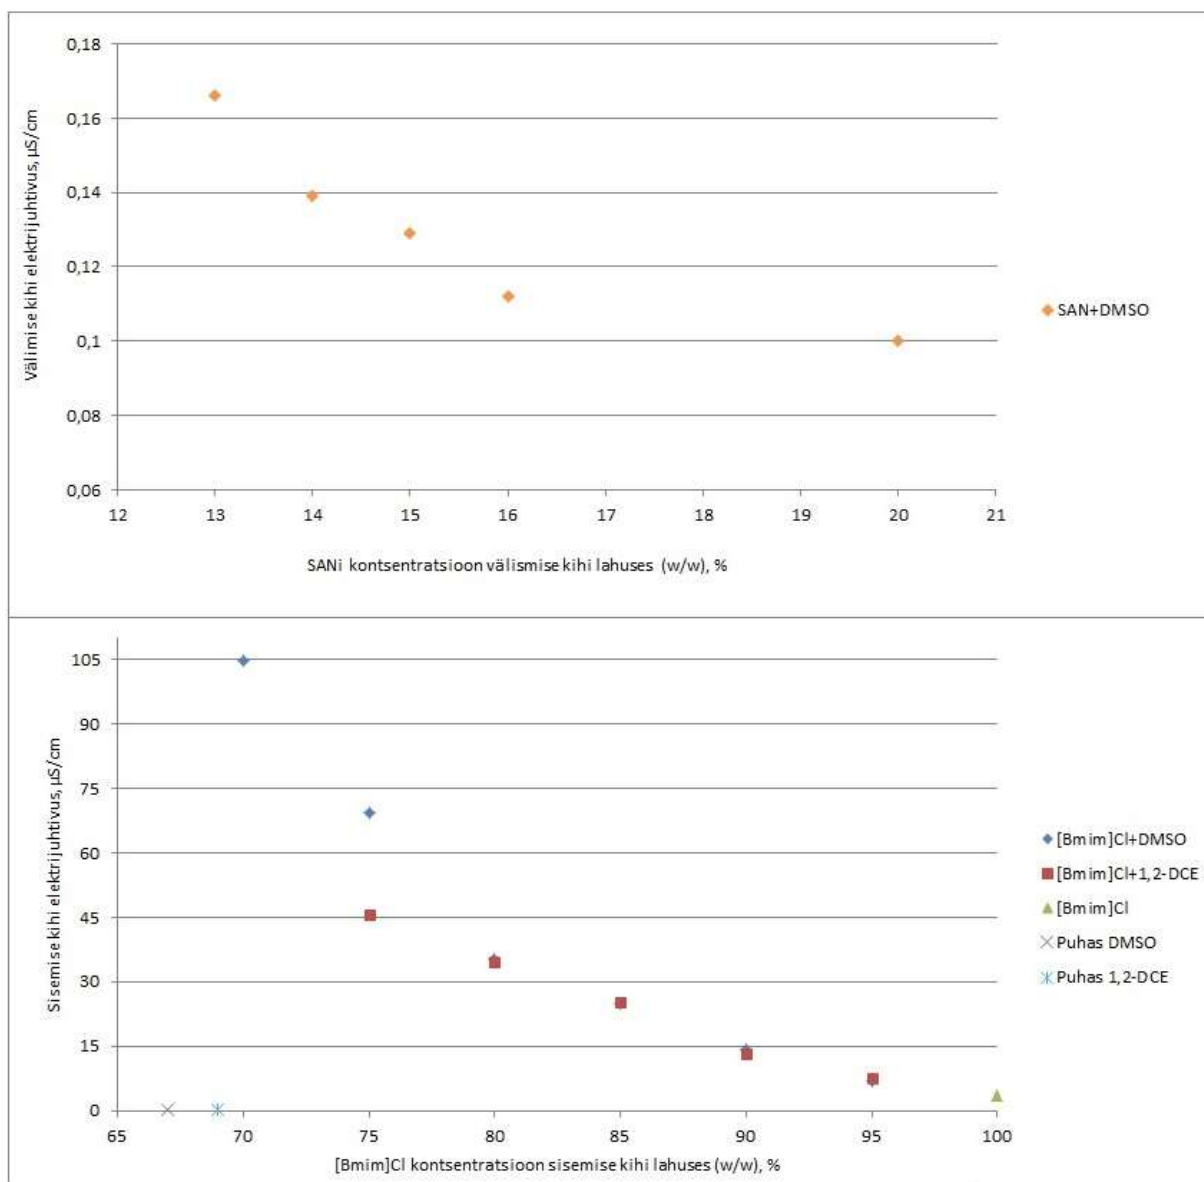 Välimise kihi elektrijuhtivus, µS/cm
0,18
0,16
0,14
0,12
0,1
0,08
0,06
12 13 14 15 16 17 18 19 20 21
SANi kontsentratsioon välismise kihi lahuses (w/w), %
SAN+DMSO
Sisemise kihi elektrijuhtivus, µS/cm
105
90
75
60
45
30
15
0
65 70 75 80 85 90 95 100
[Bmim]Cl kontsentratsioon sisemise kihi lahuses (w/w), %
[Bmim]Cl+DMSO
[Bmim]Cl+1,2-DCE
[Bmim]Cl
Puhas DMSO
Puhas 1,2-DCE